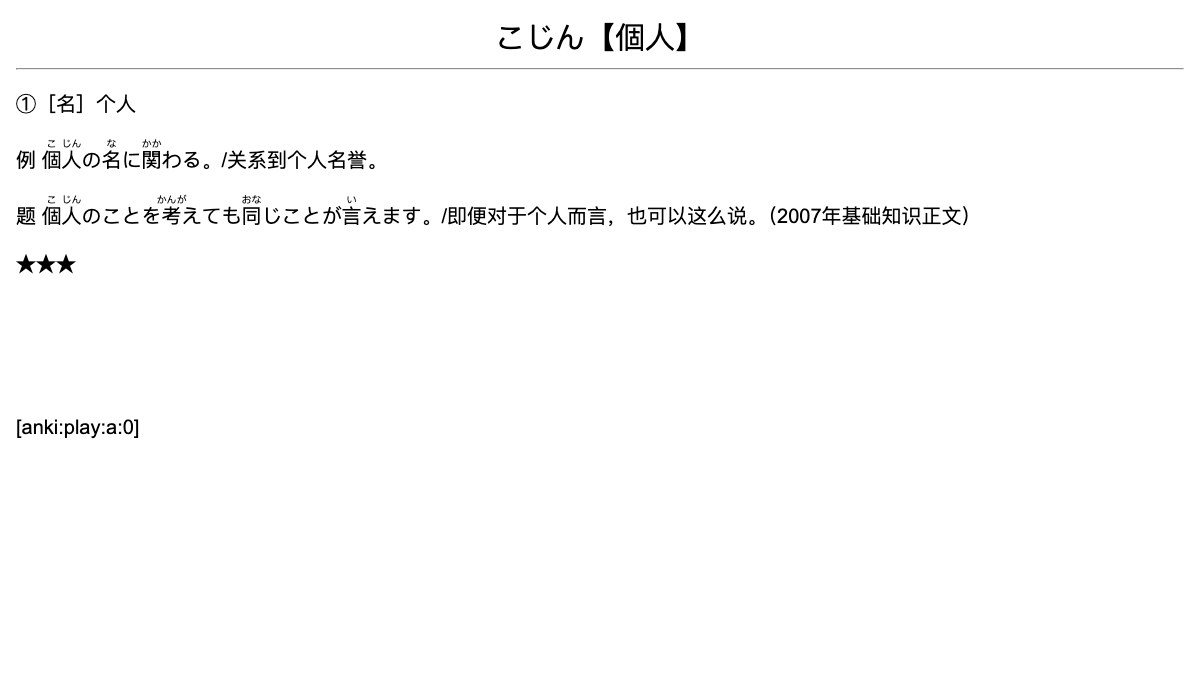 こじん【個人】
①［名］个人
こ じん な かか
例 個人の名に関わる。/关系到个人名誉。
こ じん かんが おな い
题 個人のことを考えても同じことが言えます。/即便对于个人而言，也可以这么说。（2007年基础知识正文）
★★★
[anki:play:a:0]